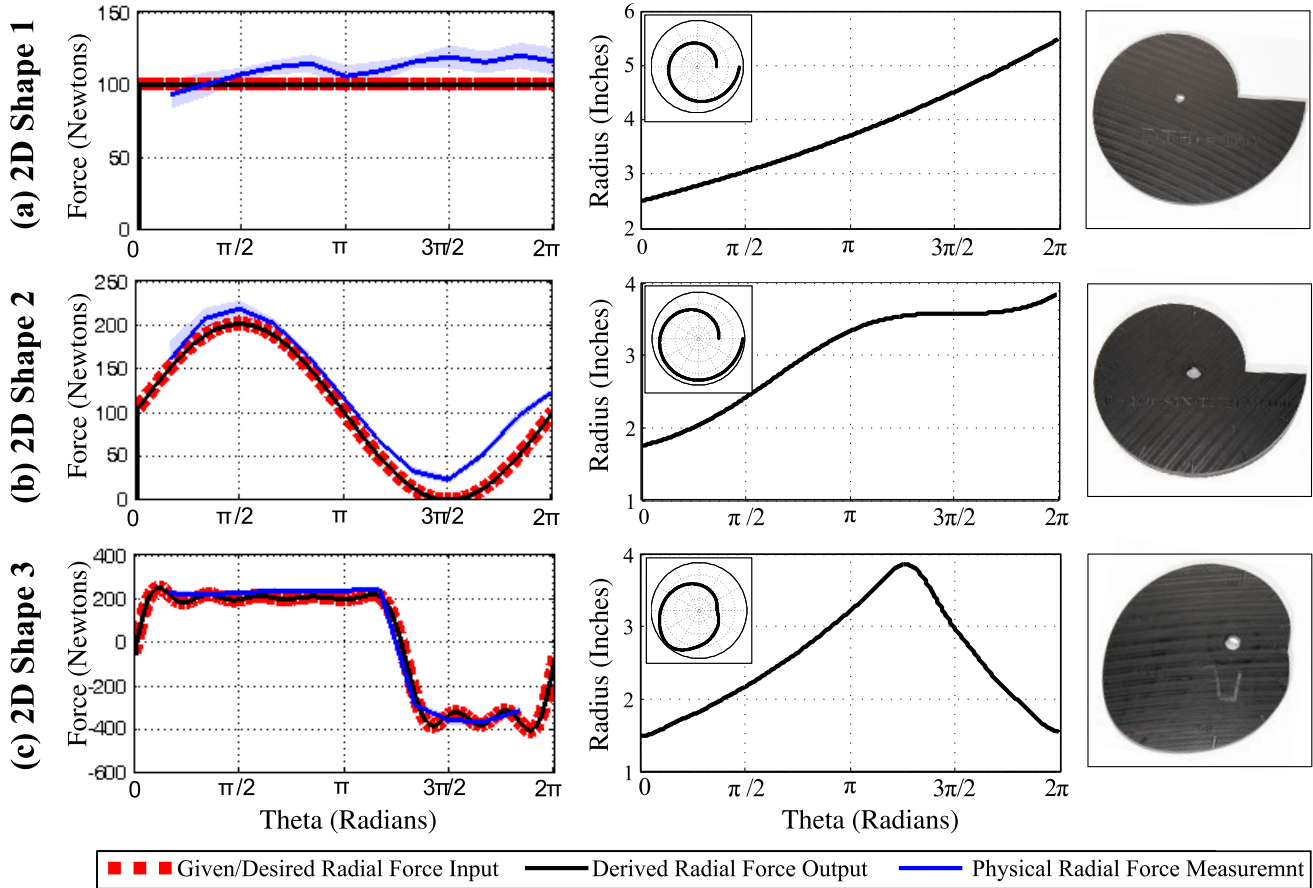 (a) 2D Shape 1
Force (Newtons)
150
100
50
0
0 π/2 π 3π/2 2π
Radius (Inches)
6
5
4
3
2
0 π/2 π 3π/2 2π
(b) 2D Shape 2
Force (Newtons)
250
200
150
100
50
0
0 π/2 π 3π/2 2π
Radius (Inches)
4
3
2
1
0 π/2 π 3π/2 2π
(c) 2D Shape 3
Force (Newtons)
400
200
0
-200
-400
-600
0 π/2 π 3π/2 2π
Theta (Radians)
Radius (Inches)
4
3
2
1
0 π/2 π 3π/2 2π
Theta (Radians)
Given/Desired Radial Force Input Derived Radial Force Output Physical Radial Force Measuremnt